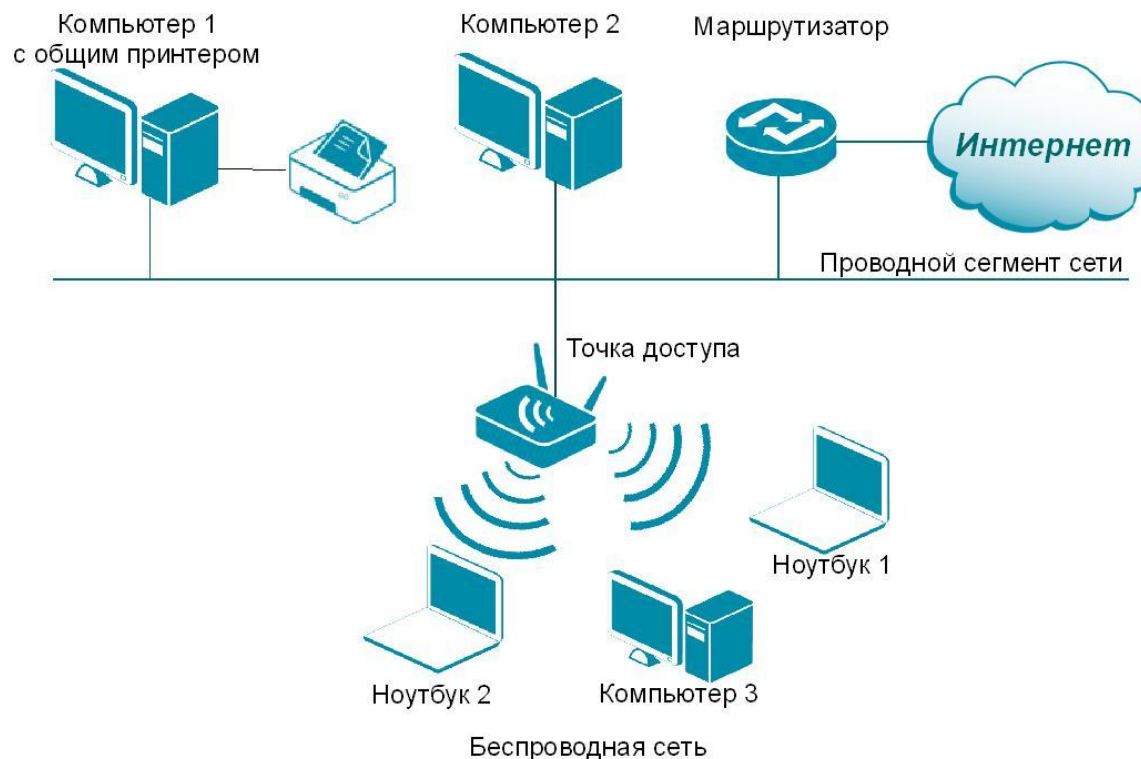 Компьютер 1
с общим принтером
Компьютер 2
Маршрутизатор
Интернет
Проводной сегмент сети
Точка доступа
Ноутбук 1
Ноутбук 2
Компьютер 3
Беспроводная сеть